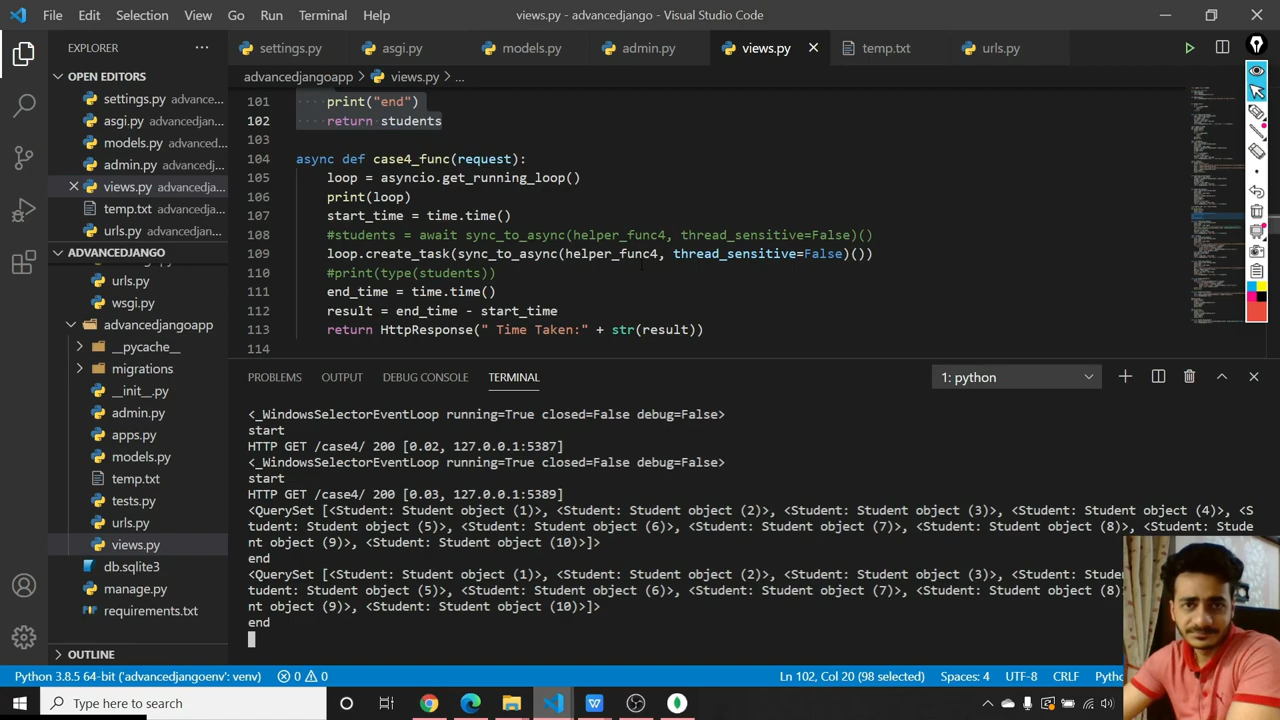 File Edit Selection View Go Run Terminal Help views.py - advanceddjango - Visual Studio Code
EXPLORER ...
settings.py asgi.py models.py admin.py views.py temp.txt urls.py
OPEN EDITORS
settings.py advance...
asgi.py advanceddjan...
models.py advanced...
admin.py advanceddj...
views.py advanceddj...
temp.txt advanceddj...
urls.py advanceddjan...
ADVANCEDDJANGO
urls.py
wsgi.py
advancedjangoapp
__pycache__
migrations
__init__.py
admin.py
apps.py
models.py
temp.txt
tests.py
urls.py
views.py
db.sqlite3
manage.py
requirements.txt
OUTLINE
advancedjangoapp > views.py > ...
101 print("end")
102 return students
103
104 async def case4_func(request):
105 loop = asyncio.get_running_loop()
106 print(loop)
107 start_time = time.time()
108 #students = await sync_to_async(helper_func4, thread_sensitive=False)()
109 loop.create_task(sync_to_async(helper_func4, thread_sensitive=False)())
110 #print(type(students))
111 end_time = time.time()
112 result = end_time - start_time
113 return HttpResponse(" Time Taken:" + str(result))
114
PROBLEMS OUTPUT DEBUG CONSOLE TERMINAL 1: python
<_WindowsSelectorEventLoop running=True closed=False debug=False>
start
HTTP GET /case4/ 200 [0.02, 127.0.0.1:5387]
<_WindowsSelectorEventLoop running=True closed=False debug=False>
start
HTTP GET /case4/ 200 [0.03, 127.0.0.1:5389]
<QuerySet [<Student: Student object (1)>, <Student: Student object (2)>, <Student: Student object (3)>, <Student: Student object (4)>, <S
tudent: Student object (5)>, <Student: Student object (6)>, <Student: Student object (7)>, <Student: Student object (8)>, <Stude
nt object (9)>, <Student: Student object (10)>]>
end
<QuerySet [<Student: Student object (1)>, <Student: Student object (2)>, <Student: Student object (3)>, <Stud
tudent: Student object (5)>, <Student: Student object (6)>, <Student: Student object (7)>, <Student: Student object (8)
nt object (9)>, <Student: Student object (10)>]>
end
Python 3.8.5 64-bit ('advancedjangoenv': venv) 0 0 Ln 102, Col 20 (98 selected) Spaces: 4 UTF-8 CRLF Pyth
Type here to search